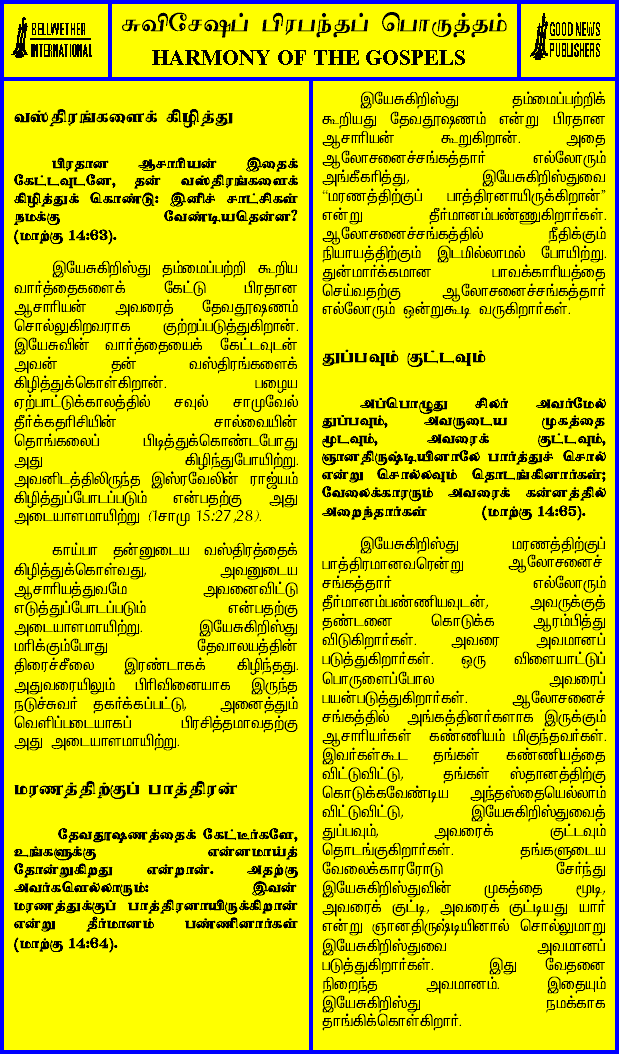 BELLWETHER
INTERNATIONAL
சுவிசேஷப் பிரபந்தப் பொருத்தம்
HARMONY OF THE GOSPELS
GOOD NEWS
PUBLISHERS
வஸ்திரங்களைக் கிழித்து
பிரதான ஆசாரியன் இதைக்
கேட்டவுடனே, தன் வஸ்திரங்களைக்
கிழித்துக் கொண்டு: இனிச் சாட்சிகள்
நமக்கு வேண்டியதென்ன?
(மாற்கு 14:63).
இயேசுகிறிஸ்து தம்மைப்பற்றி கூறிய
வார்த்தைகளைக் கேட்டு பிரதான
ஆசாரியன் அவரைத் தேவதூஷணம்
சொல்லுகிறவராக குற்றப்படுத்துகிறான்.
இயேசுவின் வார்த்தையைக் கேட்டவுடன்
அவன் தன் வஸ்திரங்களைக்
கிழித்துக்கொள்கிறான். பழைய
ஏற்பாட்டுக்காலத்தில் சவுல் சாமுவேல்
தீர்க்கதரிசியின் சால்வையின்
தொங்கலைப் பிடித்துக்கொண்டபோது
அது கிழிந்துபோயிற்று.
அவனிடத்திலிருந்த இஸ்ரவேலின் ராஜ்யம்
கிழித்துப்போடப்படும் என்பதற்கு அது
அடையாளமாயிற்று (1சாமு 15:27,28).
காய்பா தன்னுடைய வஸ்திரத்தைக்
கிழித்துக்கொள்வது, அவனுடைய
ஆசாரியத்துவமே அவனைவிட்டு
எடுத்துப்போடப்படும் என்பதற்கு
அடையாளமாயிற்று. இயேசுகிறிஸ்து
மரிக்கும்போது தேவாலயத்தின்
திரைச்சீலை இரண்டாகக் கிழிந்தது.
அதுவரையிலும் பிரிவினையாக இருந்த
நடுச்சுவர் தகர்க்கப்பட்டு, அனைத்தும்
வெளிப்படையாகப் பிரசித்தமாவதற்கு
அது அடையாளமாயிற்று.
மரணத்திற்குப் பாத்திரன்
தேவதூஷணத்தைக் கேட்டீர்களே,
உங்களுக்கு என்னமாய்த்
தோன்றுகிறது என்றான். அதற்கு
அவர்களெல்லாரும்: இவன்
மரணத்துக்குப் பாத்திரனாயிருக்கிறான்
என்று தீர்மானம் பண்ணினார்கள்
(மாற்கு 14:64).
இயேசுகிறிஸ்து தம்மைப்பற்றிக்
கூறியது தேவதூஷணம் என்று பிரதான
ஆசாரியன் கூறுகிறான். அதை
ஆலோசனைச்சங்கத்தார் எல்லோரும்
அங்கீகரித்து, இயேசுகிறிஸ்துவை
“மரணத்திற்குப் பாத்திரனாயிருக்கிறான்”
என்று தீர்மானம்பண்ணுகிறார்கள்.
ஆலோசனைச்சங்கத்தில் நீதிக்கும்
நியாயத்திற்கும் இடமில்லாமல் போயிற்று.
துன்மார்க்கமான பாவக்காரியத்தை
செய்வதற்கு ஆலோசனைச்சங்கத்தார்
எல்லோரும் ஒன்றுகூடி வருகிறார்கள்.
துப்பவும் குட்டவும்
அப்பொழுது சிலர் அவர்மேல்
துப்பவும், அவருடைய முகத்தை
மூடவும், அவரைக் குட்டவும்,
ஞானதிருஷ்டியினாலே பார்த்துச் சொல்
என்று சொல்லவும் தொடங்கினார்கள்;
வேலைக்காரரும் அவரைக் கன்னத்தில்
அறைந்தார்கள் (மாற்கு 14:65).
இயேசுகிறிஸ்து மரணத்திற்குப்
பாத்திரமானவரென்று ஆலோசனைச்
சங்கத்தார் எல்லோரும்
தீர்மானம்பண்ணியவுடன், அவருக்குத்
தண்டனை கொடுக்க ஆரம்பித்து
விடுகிறார்கள். அவரை அவமானப்
படுத்துகிறார்கள். ஒரு விளையாட்டுப்
பொருளைப்போல அவரைப்
பயன்படுத்துகிறார்கள். ஆலோசனைச்
சங்கத்தில் அங்கத்தினர்களாக இருக்கும்
ஆசாரியர்கள் கண்ணியம் மிகுந்தவர்கள்.
இவர்கள்கூட தங்கள் கண்ணியத்தை
விட்டுவிட்டு, தங்கள் ஸ்தானத்திற்கு
கொடுக்கவேண்டிய அந்தஸ்தையெல்லாம்
விட்டுவிட்டு, இயேசுகிறிஸ்துவைத்
துப்பவும், அவரைக் குட்டவும்
தொடங்குகிறார்கள். தங்களுடைய
வேலைக்காரரோடு சேர்ந்து
இயேசுகிறிஸ்துவின் முகத்தை மூடி,
அவரைக் குட்டி, அவரைக் குட்டியது யார்
என்று ஞானதிருஷ்டியினால் சொல்லுமாறு
இயேசுகிறிஸ்துவை அவமானப்
படுத்துகிறார்கள். இது வேதனை
நிறைந்த அவமானம். இதையும்
இயேசுகிறிஸ்து நமக்காக
தாங்கிக்கொள்கிறார்.